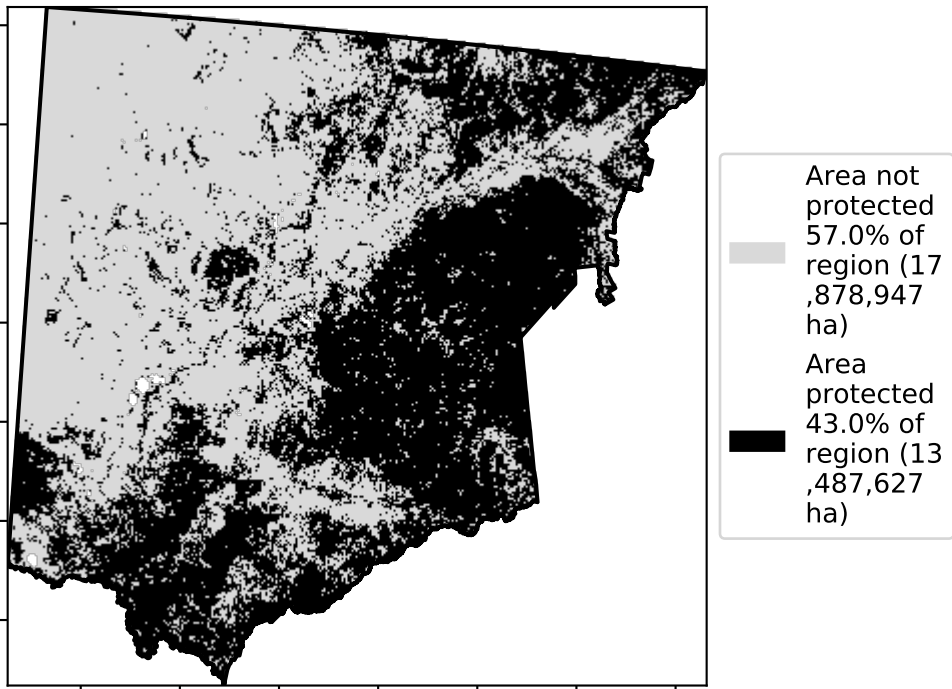 Area not
protected
57.0% of
region (17
,878,947
ha)
Area
protected
43.0% of
region (13
,487,627
ha)